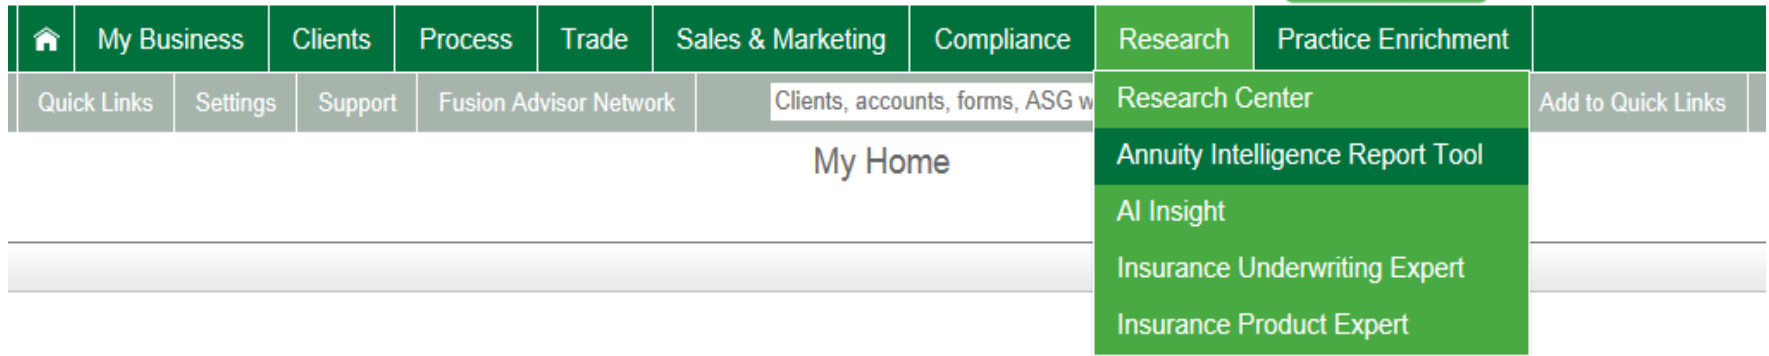 My Business Clients Process Trade Sales & Marketing Compliance Research Practice Enrichment
Quick Links Settings Support Fusion Advisor Network Clients, accounts, forms, ASG w Add to Quick Links
Research Center
Annuity Intelligence Report Tool
AI Insight
Insurance Underwriting Expert
Insurance Product Expert
My Home